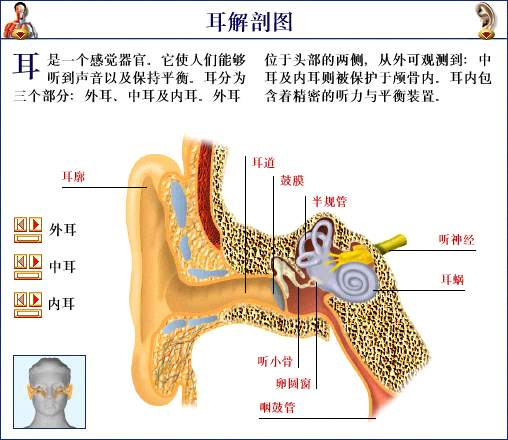 耳解剖图
耳是一个感觉器官．它使人们能够
听到声音以及保持平衡．耳分为
三个部分：外耳、中耳及内耳．外耳
位于头部的两侧，从外可观测到：中
耳及内耳则被保护于颅骨内．耳内包
含着精密的听力与平衡装置．
耳道
耳廓
鼓膜
半规管
外耳
听神经
中耳
耳蜗
内耳
听小骨
卵圆窗
咽鼓管